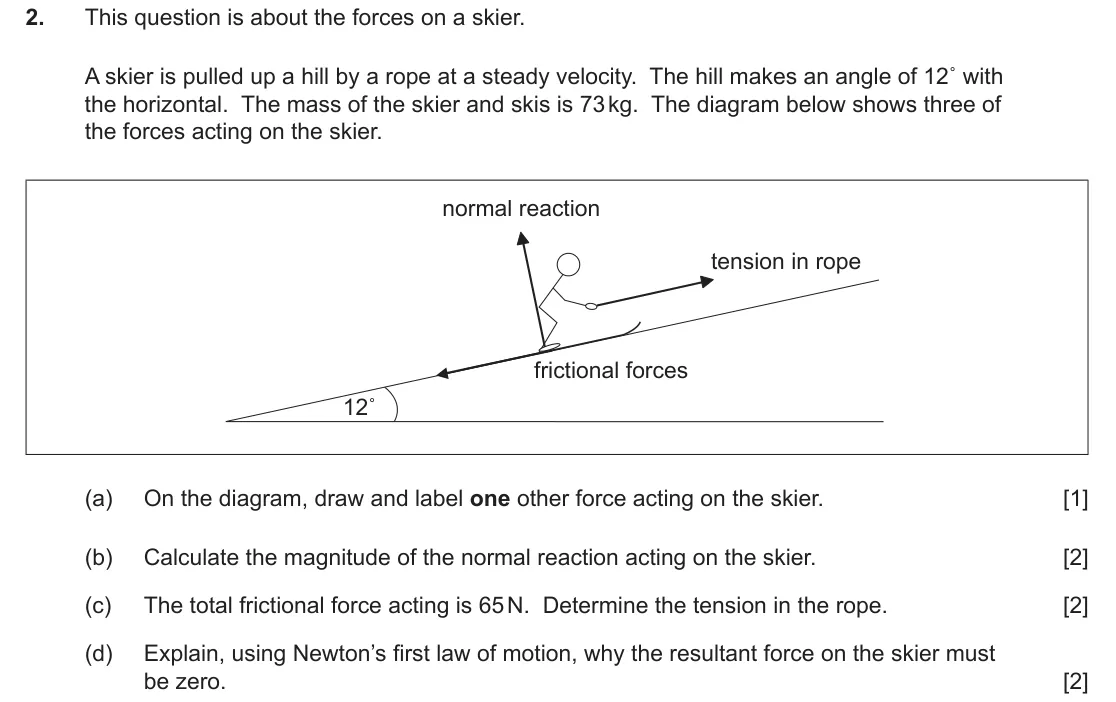 2. This question is about the forces on a skier.
A skier is pulled up a hill by a rope at a steady velocity. The hill makes an angle of 12° with
the horizontal. The mass of the skier and skis is 73 kg. The diagram below shows three of
the forces acting on the skier.
normal reaction
tension in rope
frictional forces
12°
(a) On the diagram, draw and label one other force acting on the skier. [1]
(b) Calculate the magnitude of the normal reaction acting on the skier. [2]
(c) The total frictional force acting is 65 N. Determine the tension in the rope. [2]
(d) Explain, using Newton's first law of motion, why the resultant force on the skier must
be zero. [2]